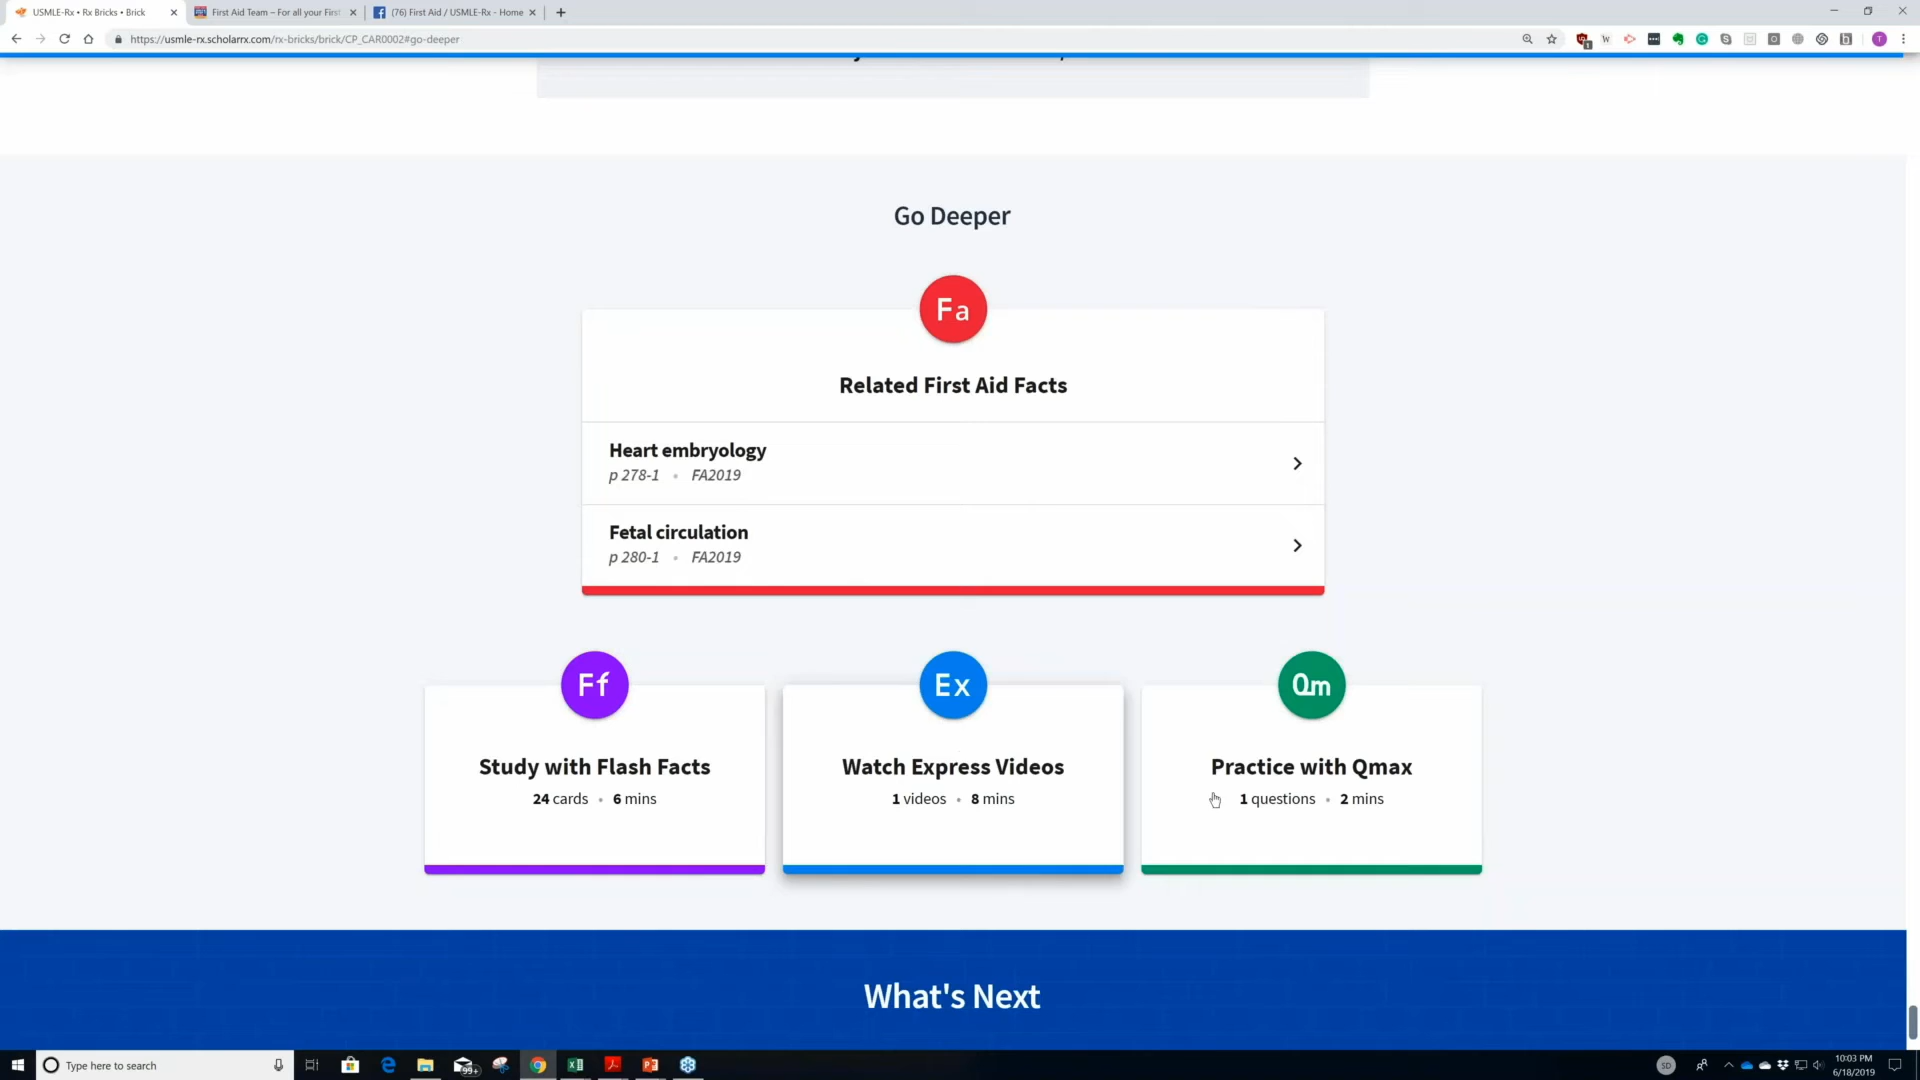 USMLE-Rx • Rx Bricks • Brick
First Aid Team – For all your First
(76) First Aid / USMLE-Rx - Home
https://usmle-rx.scholarrx.com/rx-bricks/brick/CP_CAR0002#go-deeper
Go Deeper
Fa
Related First Aid Facts
Heart embryology
p 278-1 • FA2019
Fetal circulation
p 280-1 • FA2019
Ff
Ex
Qm
Study with Flash Facts
24 cards • 6 mins
Watch Express Videos
1 videos • 8 mins
Practice with Qmax
1 questions • 2 mins
What's Next
Type here to search
99+
SD
10:03 PM
6/18/2019